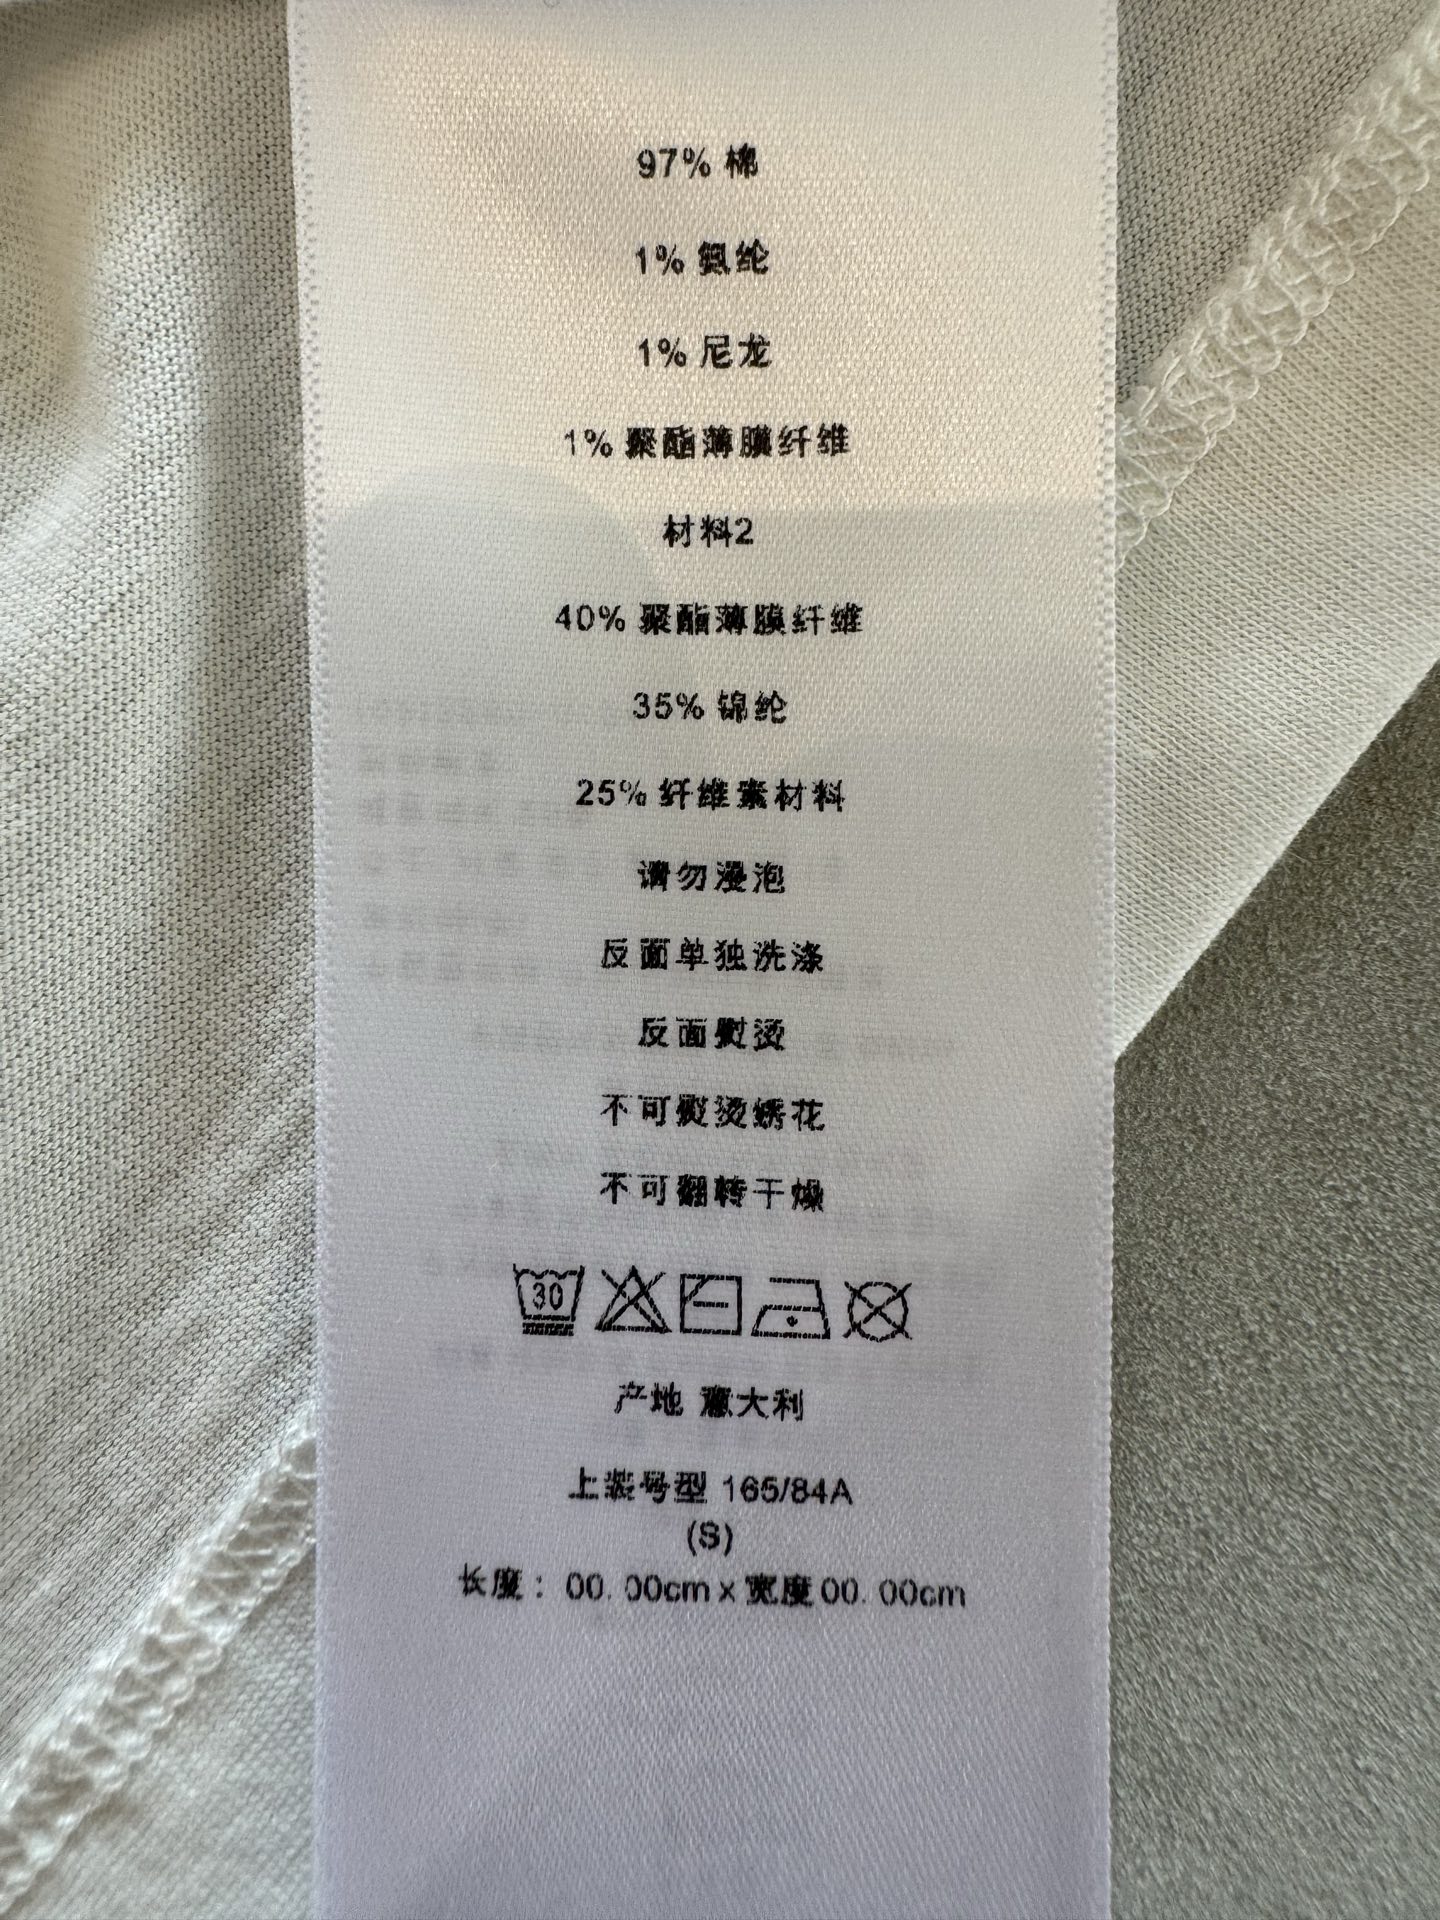 97% 棉
1% 氨纶
1% 尼龙
1% 聚酯薄膜纤维
材料2
40% 聚酯薄膜纤维
35% 锦纶
25% 纤维素材料
请勿浸泡
反面单独洗涤
反面熨烫
不可熨烫绣花
不可翻转干燥
30
产地 意大利
上装号型 165/84A
(S)
长度：00.00cm x 宽度00.00cm